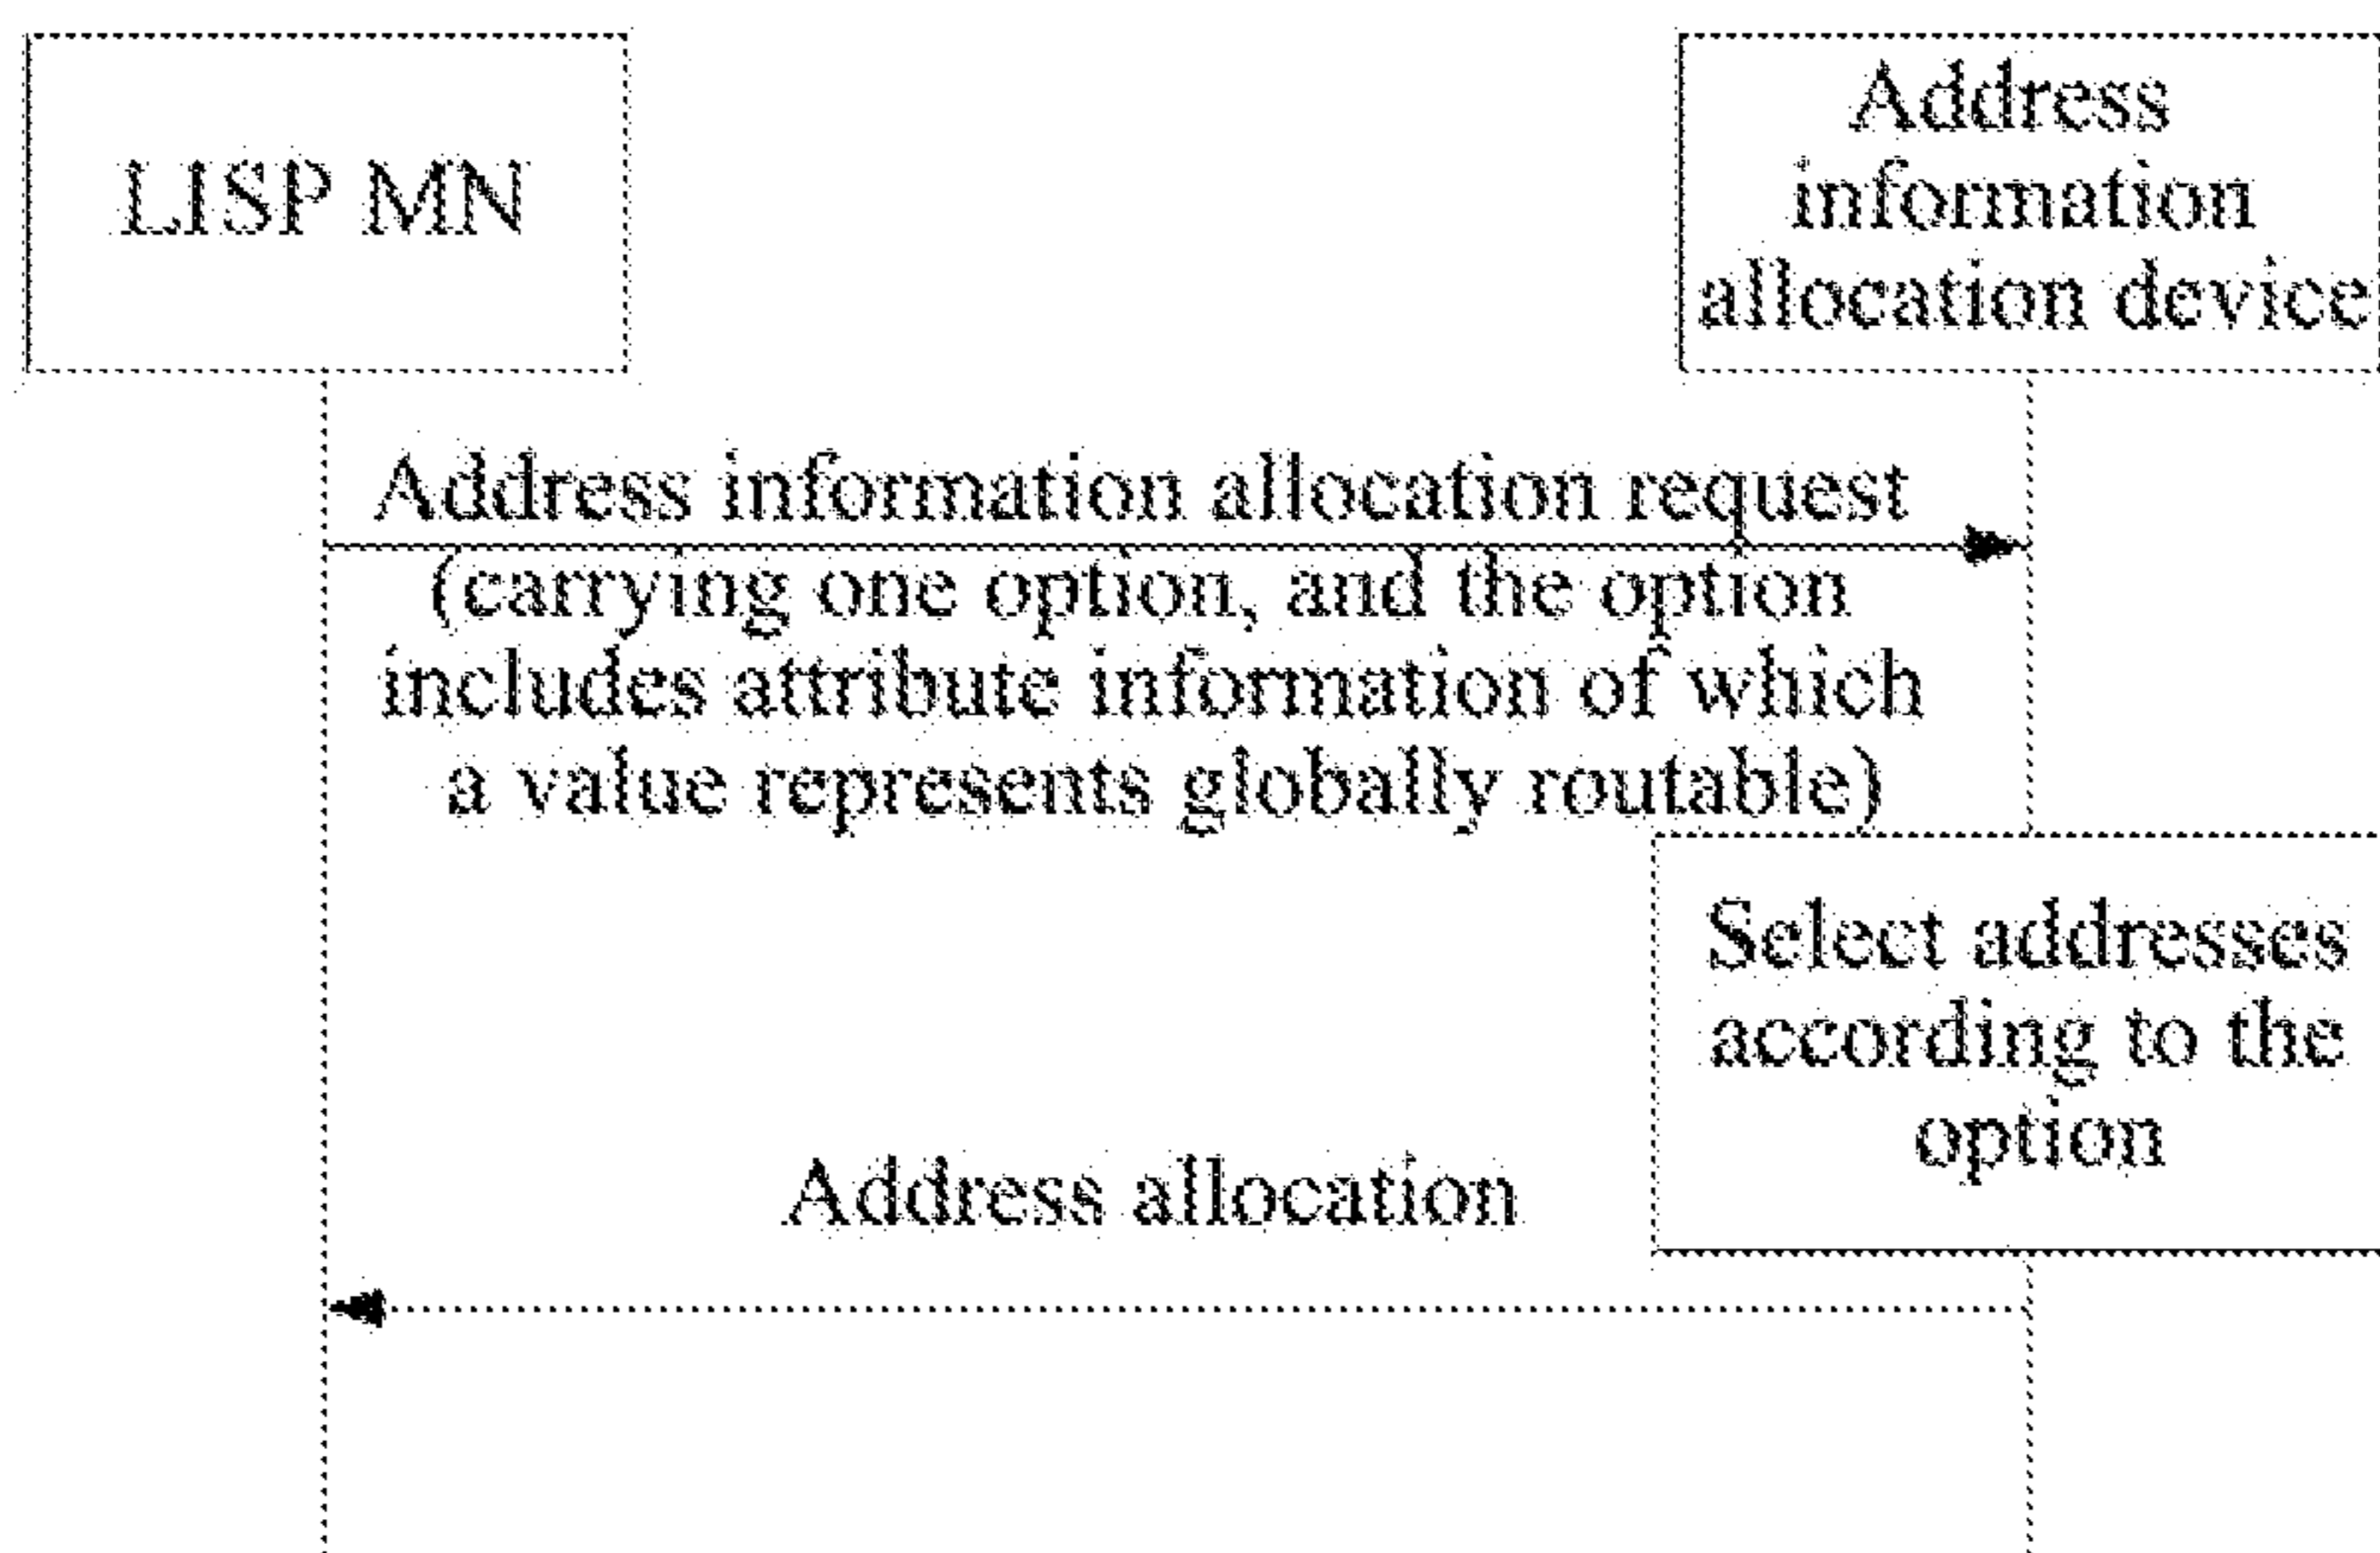 LISP MN
Address
information
allocation device
Address information allocation request
(carrying one option, and the option
includes attribute information of which
a value represents globally routable)
Select addresses
according to the
option
Address allocation